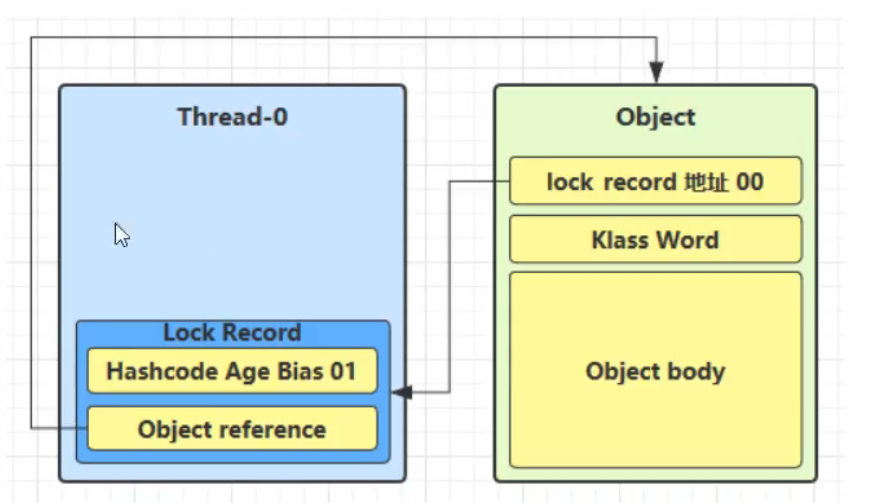 Thread-0
Lock Record
Hashcode Age Bias 01
Object reference
Object
lock record 地址 00
Klass Word
Object body